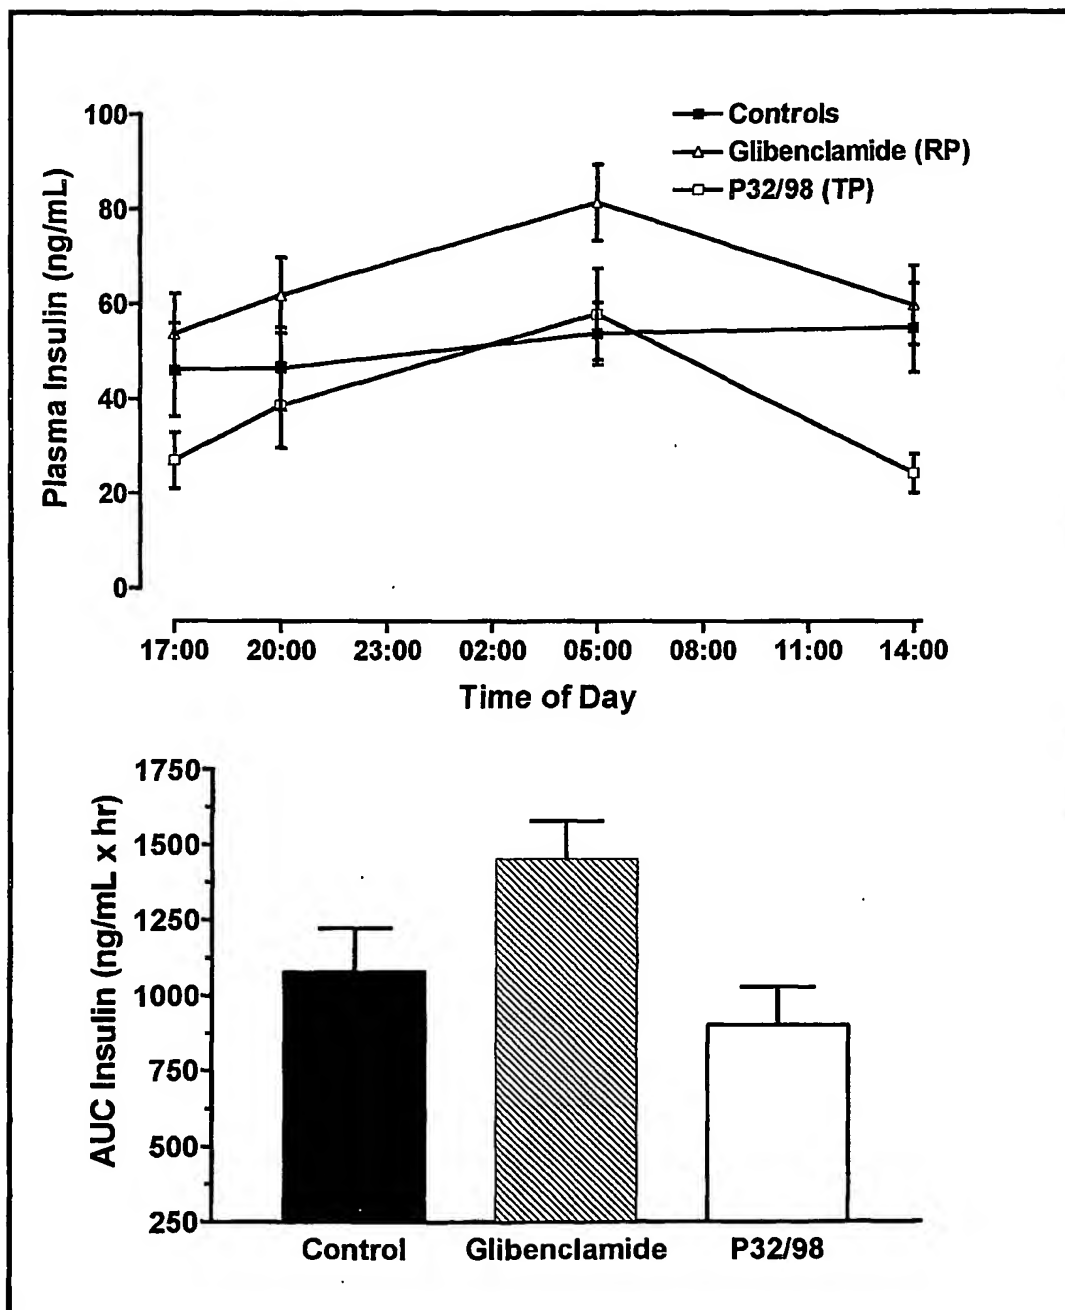 100
80
60
40
20
0
Plasma Insulin (ng/mL)
Controls
Glibenclamide (RP)
P32/98 (TP)
17:00 20:00 23:00 02:00 05:00 08:00 11:00 14:00
Time of Day
1750
1500
1250
1000
750
500
250
AUC Insulin (ng/mL x hr)
Control Glibenclamide P32/98